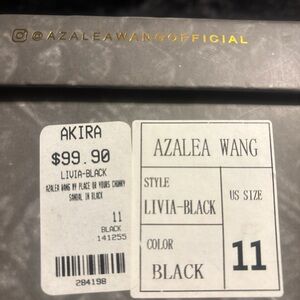 @AZALEAWANGOFFICIAL
AKIRA
$99.90
LIVIA-BLACK
AZALEA WANG MY PLACE OR YOURS CHUNKY
SANDAL IN BLACK
11
BLACK
141255
284198
AZALEA WANG
STYLE
LIVIA-BLACK
US SIZE
11
COLOR
BLACK